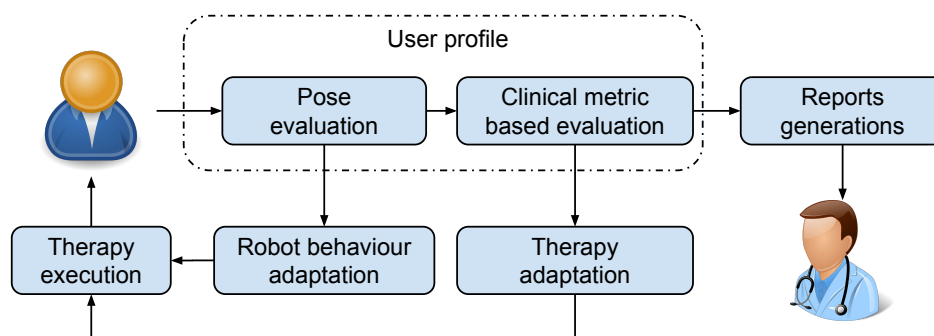 User profile
Pose
evaluation
Clinical metric
based evaluation
Reports
generations
Therapy
execution
Robot behaviour
adaptation
Therapy
adaptation